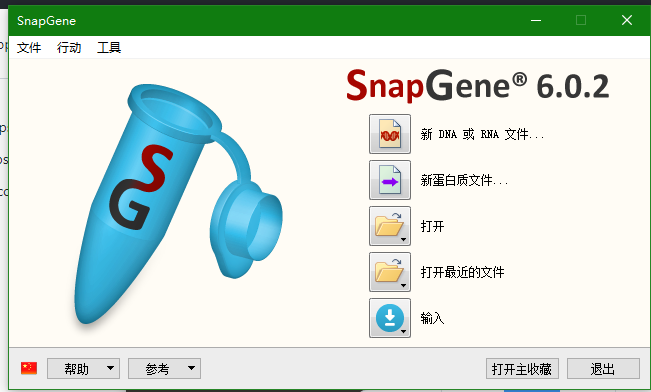 SnapGene
文件 行动 工具
SnapGene® 6.0.2
SG
新 DNA 或 RNA 文件...
新蛋白质文件...
打开
打开最近的文件
输入
帮助 参考 打开主收藏 退出